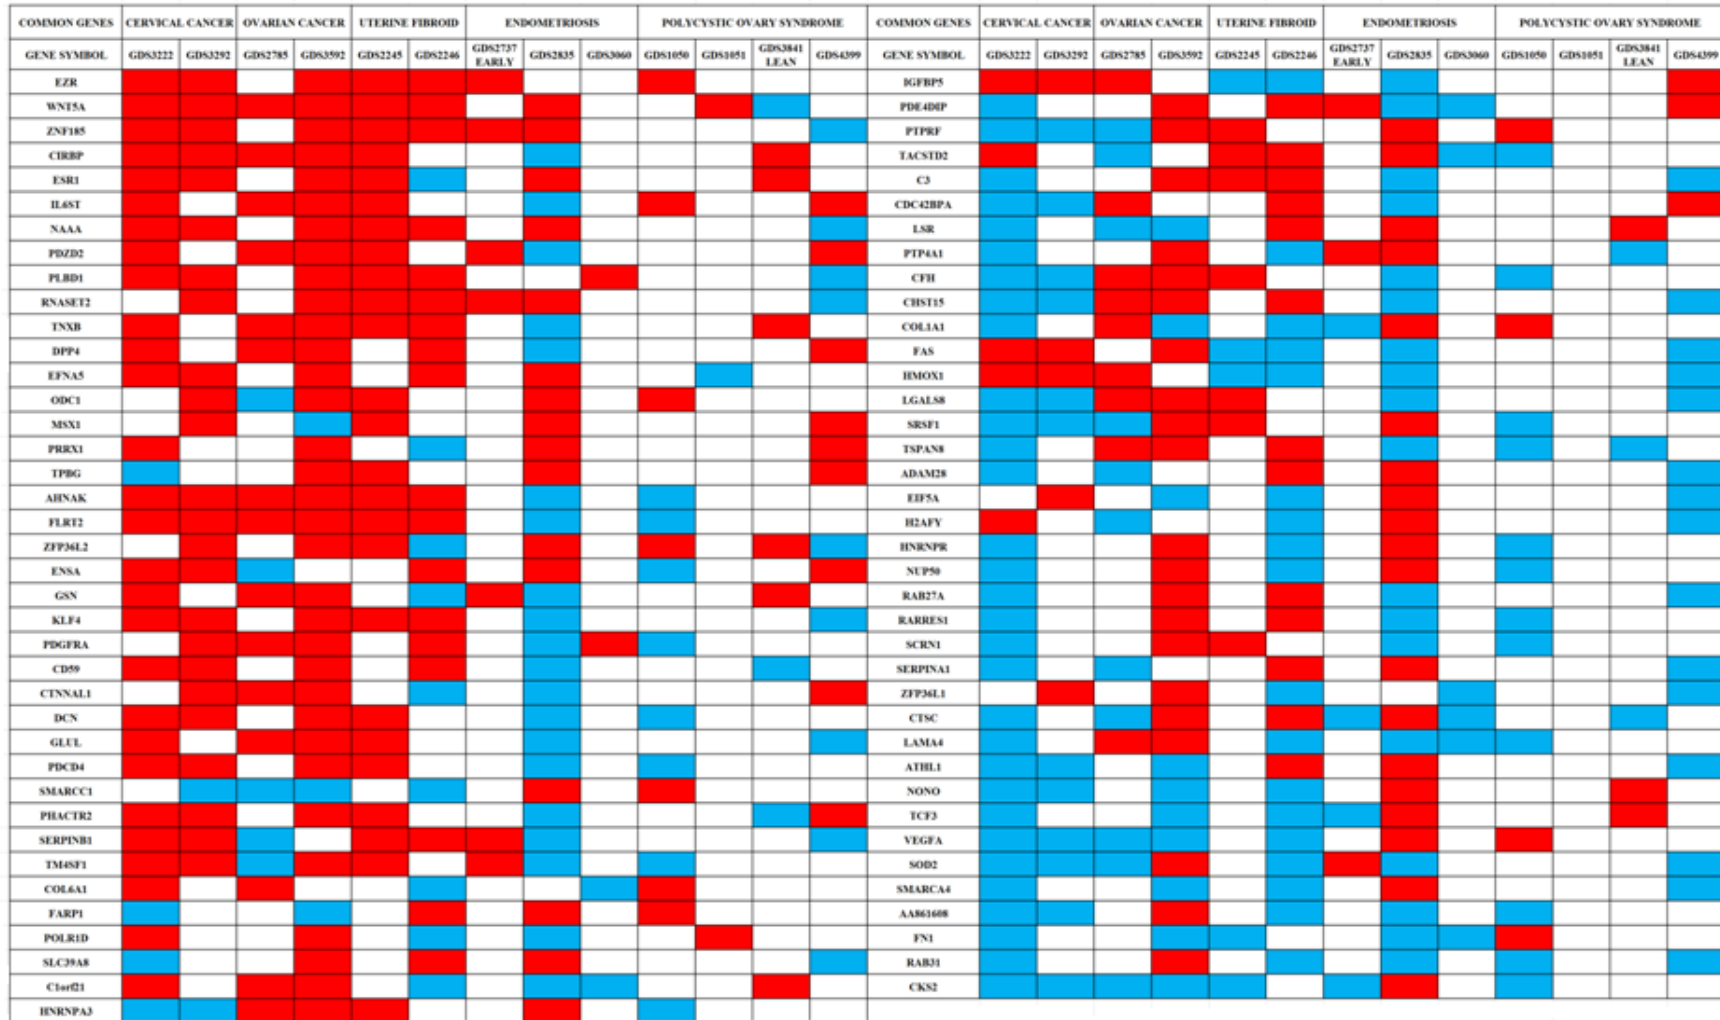 COMMON GENES CERVICAL CANCER OVARIAN CANCER UTERINE FIBROID ENDOMETRIOSIS POLYCYSTIC OVARY SYNDROME COMMON GENES CERVICAL CANCER OVARIAN CANCER UTERINE FIBROID ENDOMETRIOSIS POLYCYSTIC OVARY SYNDROME
GENE SYMBOL GDS3222 GDS3292 GDS2785 GDS3592 GDS2245 GDS2246 GDS2737 EARLY GDS2835 GDS3060 GDS1050 GDS1051 GDS3841 LEAN GDS4399 GENE SYMBOL GDS3222 GDS3292 GDS2785 GDS3592 GDS2245 GDS2246 GDS2737 EARLY GDS2835 GDS3060 GDS1050 GDS1051 GDS3841 LEAN GDS4399
EZR IGFBP5
WNT5A PDE4DIP
ZNF185 PTPRF
CIRBP TACSTD2
ESR1 C3
IL6ST CDC42BPA
NAAA LSR
PDZD2 PTP4A1
PLBD1 CFH
RNASET2 CHST15
TNXB COL1A1
DPP4 FAS
EFNA5 HMOX1
ODC1 LGALS8
MSX1 SRSF1
PRRX1 TSPAN8
TPBG ADAM28
AHNAK EIF5A
FLRT2 H2AFY
ZFP36L2 HNRNPR
ENSA NUP50
GSN RAB27A
KLF4 RARRES1
PDGFRA SCRN1
CD59 SERPINA1
CTNNAL1 ZFP36L1
DCN CTSC
GLUL LAMA4
PDCD4 ATHL1
SMARCC1 NONO
PHACTR2 TCF3
SERPINB1 VEGFA
TM4SF1 SOD2
COL6A1 SMARCA4
FARP1 AA861608
POLR1D FN1
SLC39A8 RAB31
C1orf21 CKS2
HNRNPA3